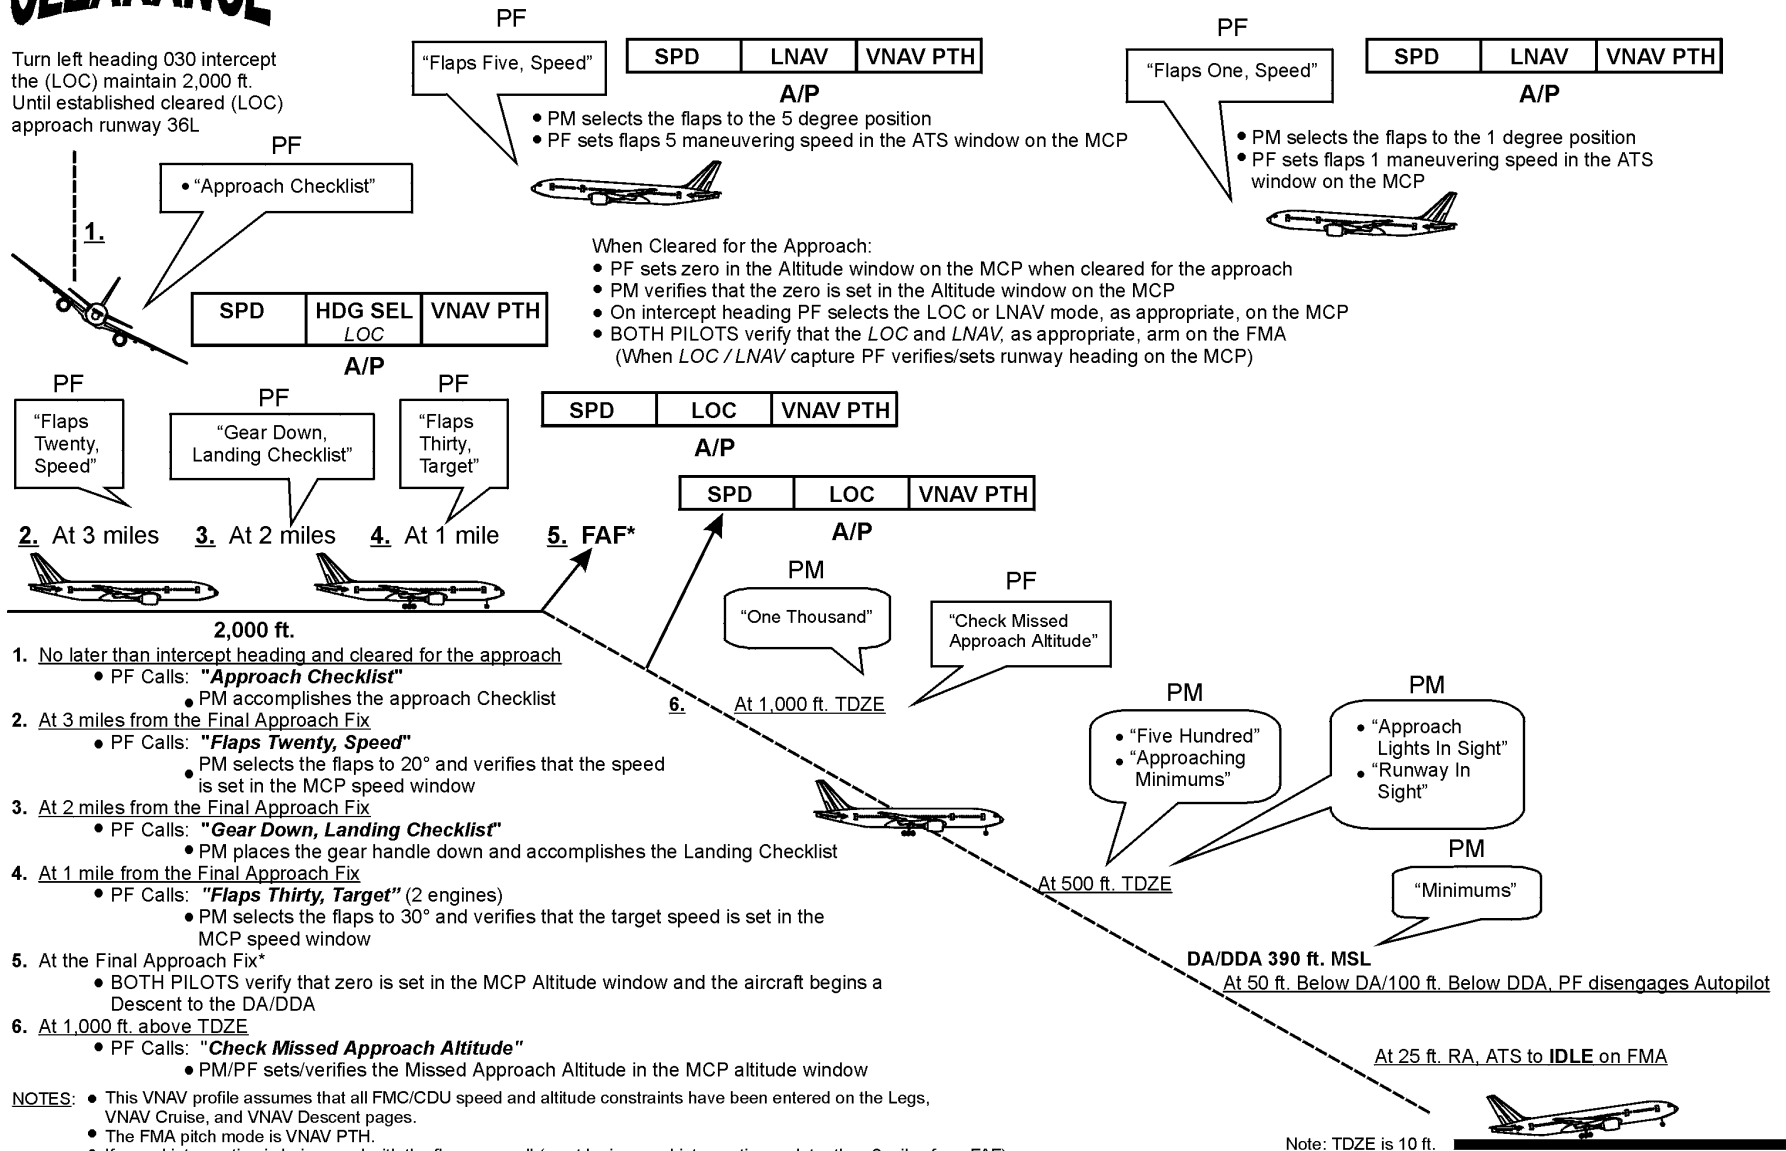 CLEARANCE
Turn left heading 030 intercept
the (LOC) maintain 2,000 ft.
Until established cleared (LOC)
approach runway 36L
PF
"Flaps Five, Speed"
SPD LNAV VNAV PTH
A/P
• PM selects the flaps to the 5 degree position
• PF sets flaps 5 maneuvering speed in the ATS window on the MCP
PF
"Flaps One, Speed"
SPD LNAV VNAV PTH
A/P
• PM selects the flaps to the 1 degree position
• PF sets flaps 1 maneuvering speed in the ATS
window on the MCP
PF
• "Approach Checklist"
1.
SPD HDG SEL VNAV PTH
LOC
A/P
When Cleared for the Approach:
• PF sets zero in the Altitude window on the MCP when cleared for the approach
• PM verifies that the zero is set in the Altitude window on the MCP
• On intercept heading PF selects the LOC or LNAV mode, as appropriate, on the MCP
• BOTH PILOTS verify that the LOC and LNAV, as appropriate, arm on the FMA
(When LOC / LNAV capture PF verifies/sets runway heading on the MCP)
PF
"Flaps
Twenty,
Speed"
PF
"Gear Down,
Landing Checklist"
PF
"Flaps
Thirty,
Target"
SPD LOC VNAV PTH
A/P
SPD LOC VNAV PTH
A/P
2. At 3 miles
3. At 2 miles
4. At 1 mile
5. FAF*
2,000 ft.
PM
"One Thousand"
PF
"Check Missed
Approach Altitude"
6. At 1,000 ft. TDZE
PM
• "Five Hundred"
• "Approaching
Minimums"
PM
• "Approach
Lights In Sight"
• "Runway In
Sight"
At 500 ft. TDZE
PM
"Minimums"
DA/DDA 390 ft. MSL
At 50 ft. Below DA/100 ft. Below DDA, PF disengages Autopilot
At 25 ft. RA, ATS to IDLE on FMA
Note: TDZE is 10 ft.
1. No later than intercept heading and cleared for the approach
• PF Calls: "Approach Checklist"
• PM accomplishes the approach Checklist
2. At 3 miles from the Final Approach Fix
• PF Calls: "Flaps Twenty, Speed"
• PM selects the flaps to 20° and verifies that the speed
is set in the MCP speed window
3. At 2 miles from the Final Approach Fix
• PF Calls: "Gear Down, Landing Checklist"
• PM places the gear handle down and accomplishes the Landing Checklist
4. At 1 mile from the Final Approach Fix
• PF Calls: "Flaps Thirty, Target" (2 engines)
• PM selects the flaps to 30° and verifies that the target speed is set in the
MCP speed window
5. At the Final Approach Fix*
• BOTH PILOTS verify that zero is set in the MCP Altitude window and the aircraft begins a
Descent to the DA/DDA
6. At 1,000 ft. above TDZE
• PF Calls: "Check Missed Approach Altitude"
• PM/PF sets/verifies the Missed Approach Altitude in the MCP altitude window
NOTES: • This VNAV profile assumes that all FMC/CDU speed and altitude constraints have been entered on the Legs,
VNAV Cruise, and VNAV Descent pages.
• The FMA pitch mode is VNAV PTH.